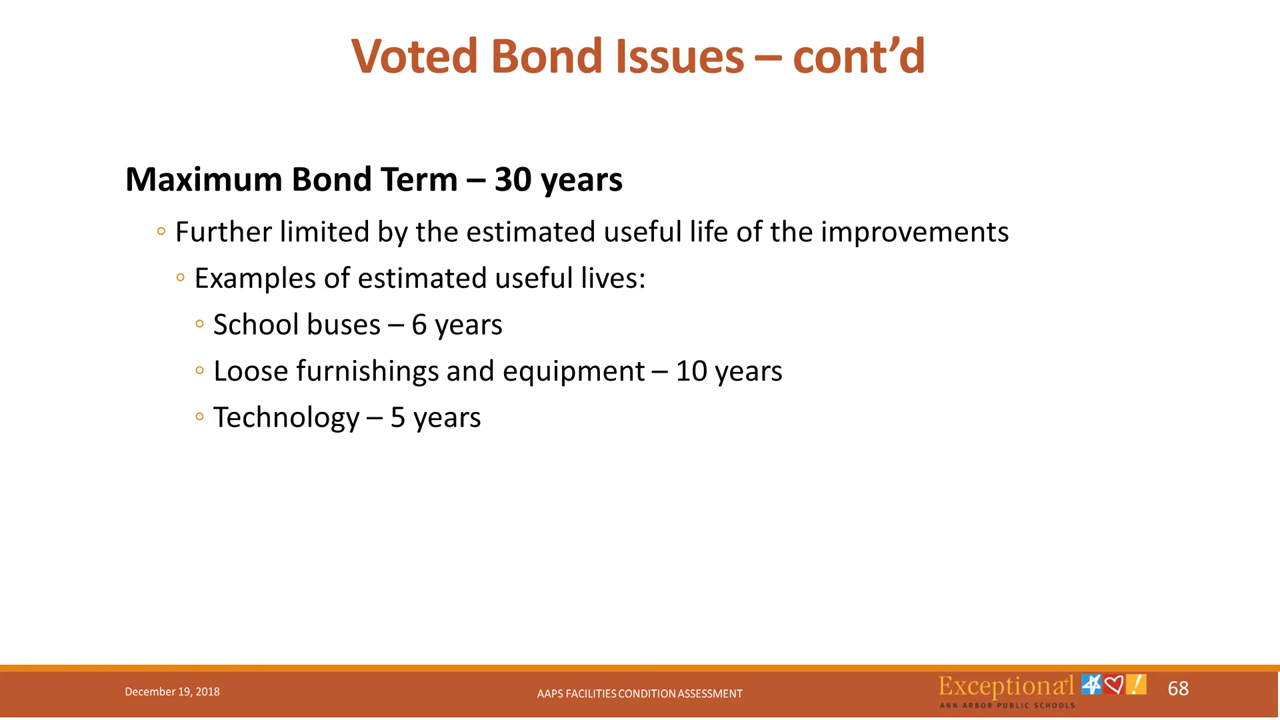 Voted Bond Issues – cont’d
Maximum Bond Term – 30 years
◦ Further limited by the estimated useful life of the improvements
◦ Examples of estimated useful lives:
◦ School buses – 6 years
◦ Loose furnishings and equipment – 10 years
◦ Technology – 5 years
December 19, 2018
AAPS FACILITIES CONDITION ASSESSMENT
Exceptional
ANN ARBOR PUBLIC SCHOOLS
68